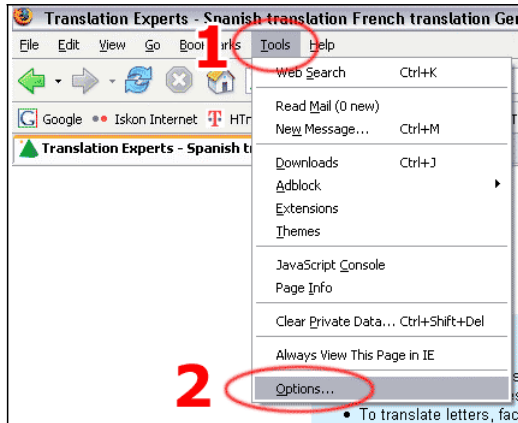 Translation Experts - Spanish translation French translation Ger
File Edit View Go Bookmarks Tools Help
1
Web Search Ctrl+K
Read Mail (0 new)
Google Iskon Internet
New Message... Ctrl+M
Translation Experts - Spanish
Downloads Ctrl+J
Adblock
Extensions
Themes
JavaScript Console
Page Info
Clear Private Data... Ctrl+Shift+Del
Always View This Page in IE
2
Options...
To translate letters,